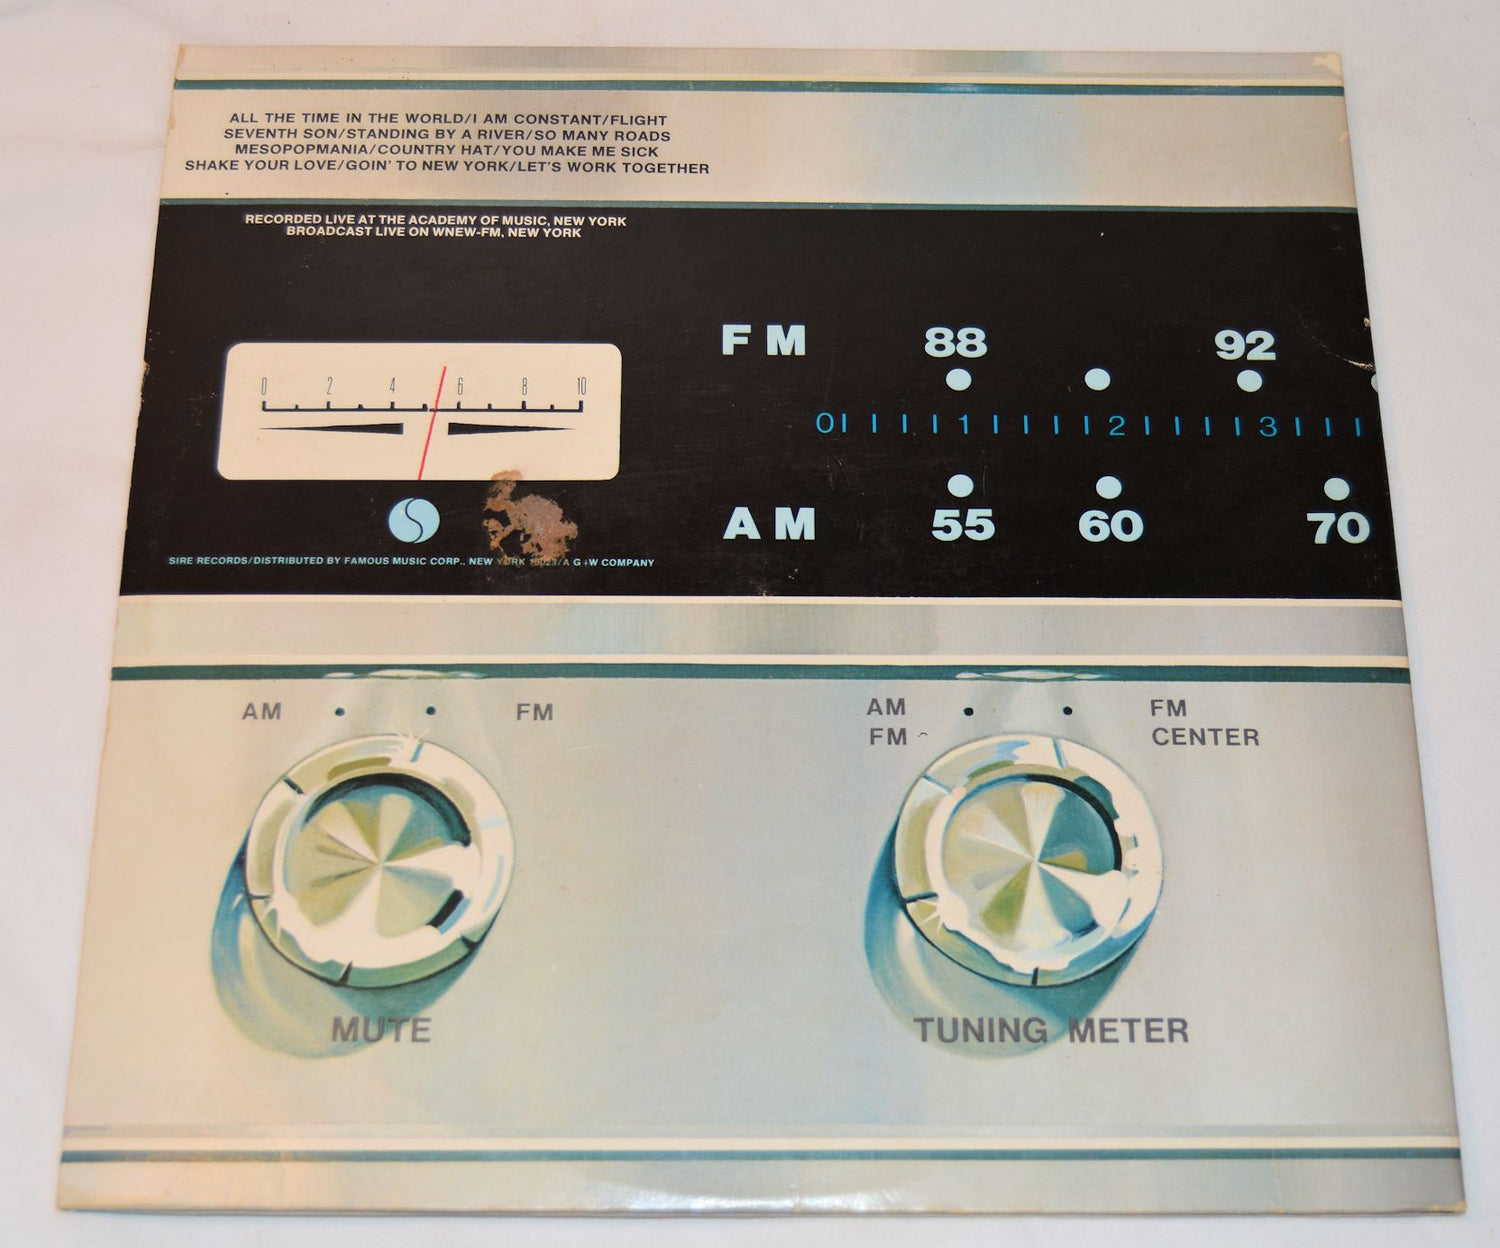 ALL THE TIME IN THE WORLD/I AM CONSTANT/FLIGHT
SEVENTH SON/STANDING BY A RIVER/SO MANY ROADS
MESOPOPMANIA/COUNTRY HAT/YOU MAKE ME SICK
SHAKE YOUR LOVE/GOIN' TO NEW YORK/LET'S WORK TOGETHER
RECORDED LIVE AT THE ACADEMY OF MUSIC, NEW YORK
BROADCAST LIVE ON WNEW-FM, NEW YORK
FM 88 92
0 2 4 6 8 10
0 1 2 3
AM 55 60 70
SIRE RECORDS/DISTRIBUTED BY FAMOUS MUSIC CORP., NEW YORK 10023/A G+W COMPANY
AM FM
AM FM
FM CENTER
MUTE
TUNING METER